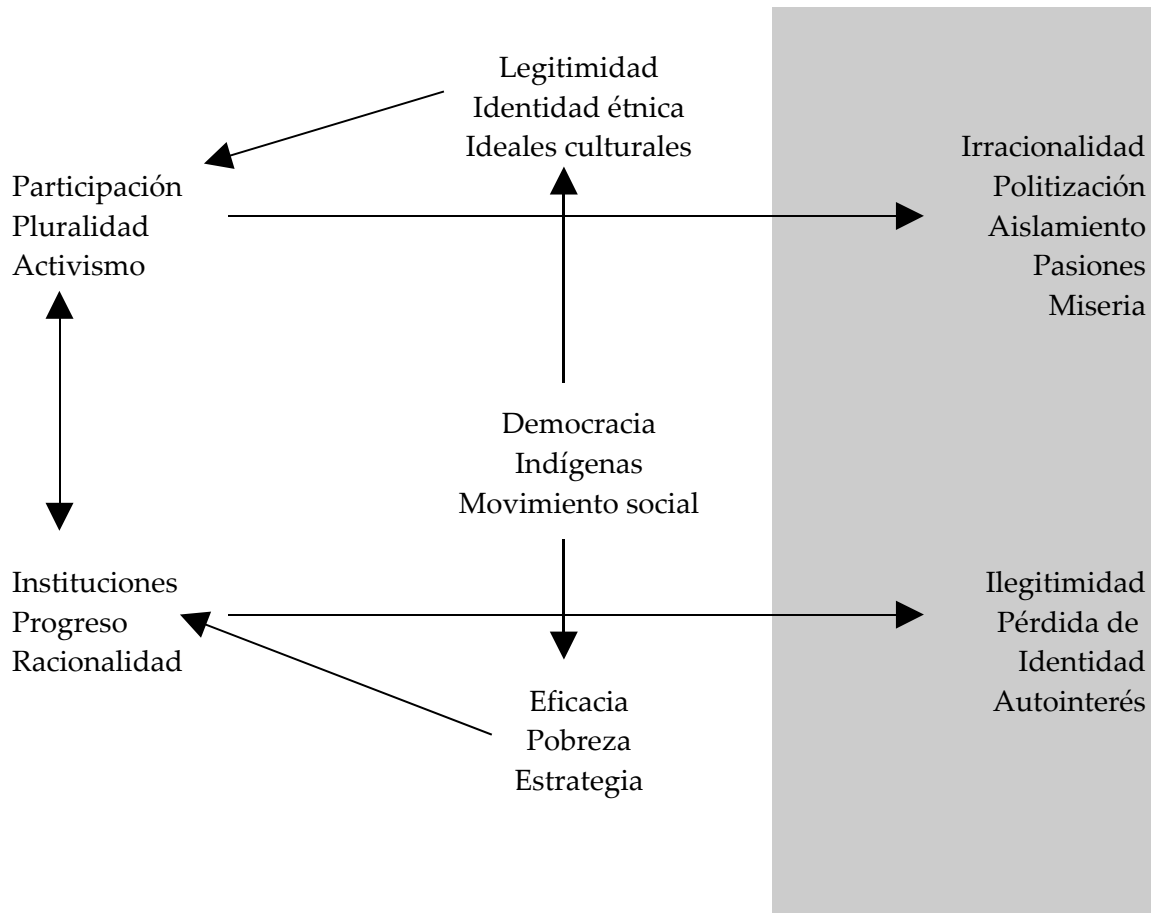 Legitimidad
Identidad étnica
Ideales culturales
Participación
Pluralidad
Activismo
Irracionalidad
Politización
Aislamiento
Pasiones
Miseria
Democracia
Indígenas
Movimiento social
Instituciones
Progreso
Racionalidad
Ilegitimidad
Pérdida de
Identidad
Autointerés
Eficacia
Pobreza
Estrategia